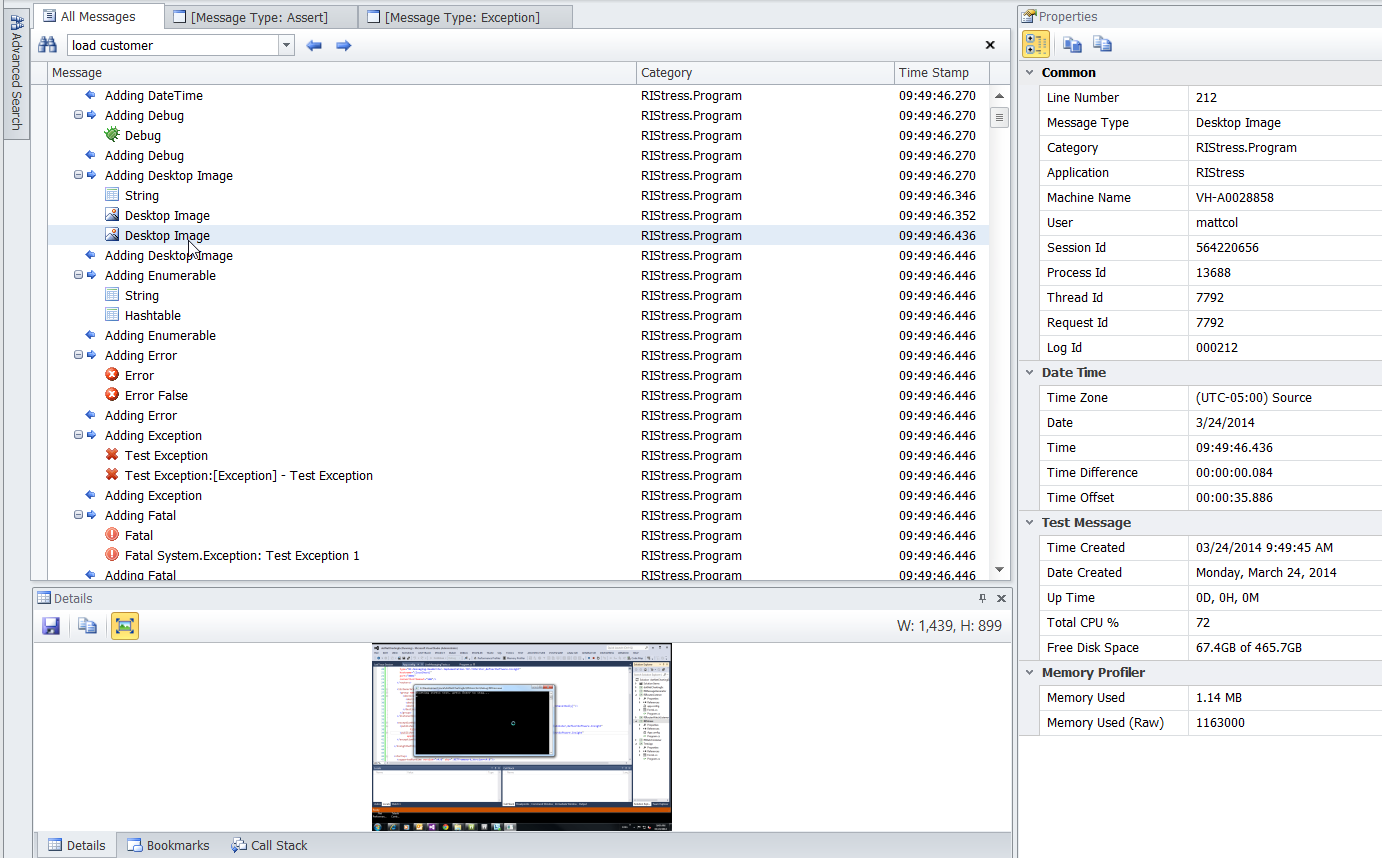 Advanced Search
All Messages
[Message Type: Assert]
[Message Type: Exception]
load customer
Message Category Time Stamp
Adding DateTime RIStress.Program 09:49:46.270
Adding Debug RIStress.Program 09:49:46.270
Debug RIStress.Program 09:49:46.270
Adding Debug RIStress.Program 09:49:46.270
Adding Desktop Image RIStress.Program 09:49:46.270
String RIStress.Program 09:49:46.346
Desktop Image RIStress.Program 09:49:46.352
Desktop Image RIStress.Program 09:49:46.436
Adding Desktop Image RIStress.Program 09:49:46.446
Adding Enumerable RIStress.Program 09:49:46.446
String RIStress.Program 09:49:46.446
Hashtable RIStress.Program 09:49:46.446
Adding Enumerable RIStress.Program 09:49:46.446
Adding Error RIStress.Program 09:49:46.446
Error RIStress.Program 09:49:46.446
Error False RIStress.Program 09:49:46.446
Adding Error RIStress.Program 09:49:46.446
Adding Exception RIStress.Program 09:49:46.446
Test Exception RIStress.Program 09:49:46.446
Test Exception:[Exception] - Test Exception RIStress.Program 09:49:46.446
Adding Exception RIStress.Program 09:49:46.446
Adding Fatal RIStress.Program 09:49:46.446
Fatal RIStress.Program 09:49:46.446
Fatal System.Exception: Test Exception 1 RIStress.Program 09:49:46.446
Adding Fatal RIStress.Program 09:49:46.446
Details
W: 1,439, H: 899
Details
Bookmarks
Call Stack
Properties
Common
Line Number 212
Message Type Desktop Image
Category RIStress.Program
Application RIStress
Machine Name VH-A0028858
User mattcol
Session Id 564220656
Process Id 13688
Thread Id 7792
Request Id 7792
Log Id 000212
Date Time
Time Zone (UTC-05:00) Source
Date 3/24/2014
Time 09:49:46.436
Time Difference 00:00:00.084
Time Offset 00:00:35.886
Test Message
Time Created 03/24/2014 9:49:45 AM
Date Created Monday, March 24, 2014
Up Time 0D, 0H, 0M
Total CPU % 72
Free Disk Space 67.4GB of 465.7GB
Memory Profiler
Memory Used 1.14 MB
Memory Used (Raw) 1163000